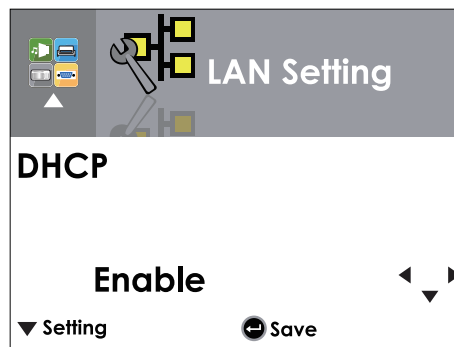 LAN Setting
DHCP
Enable
Setting
Save